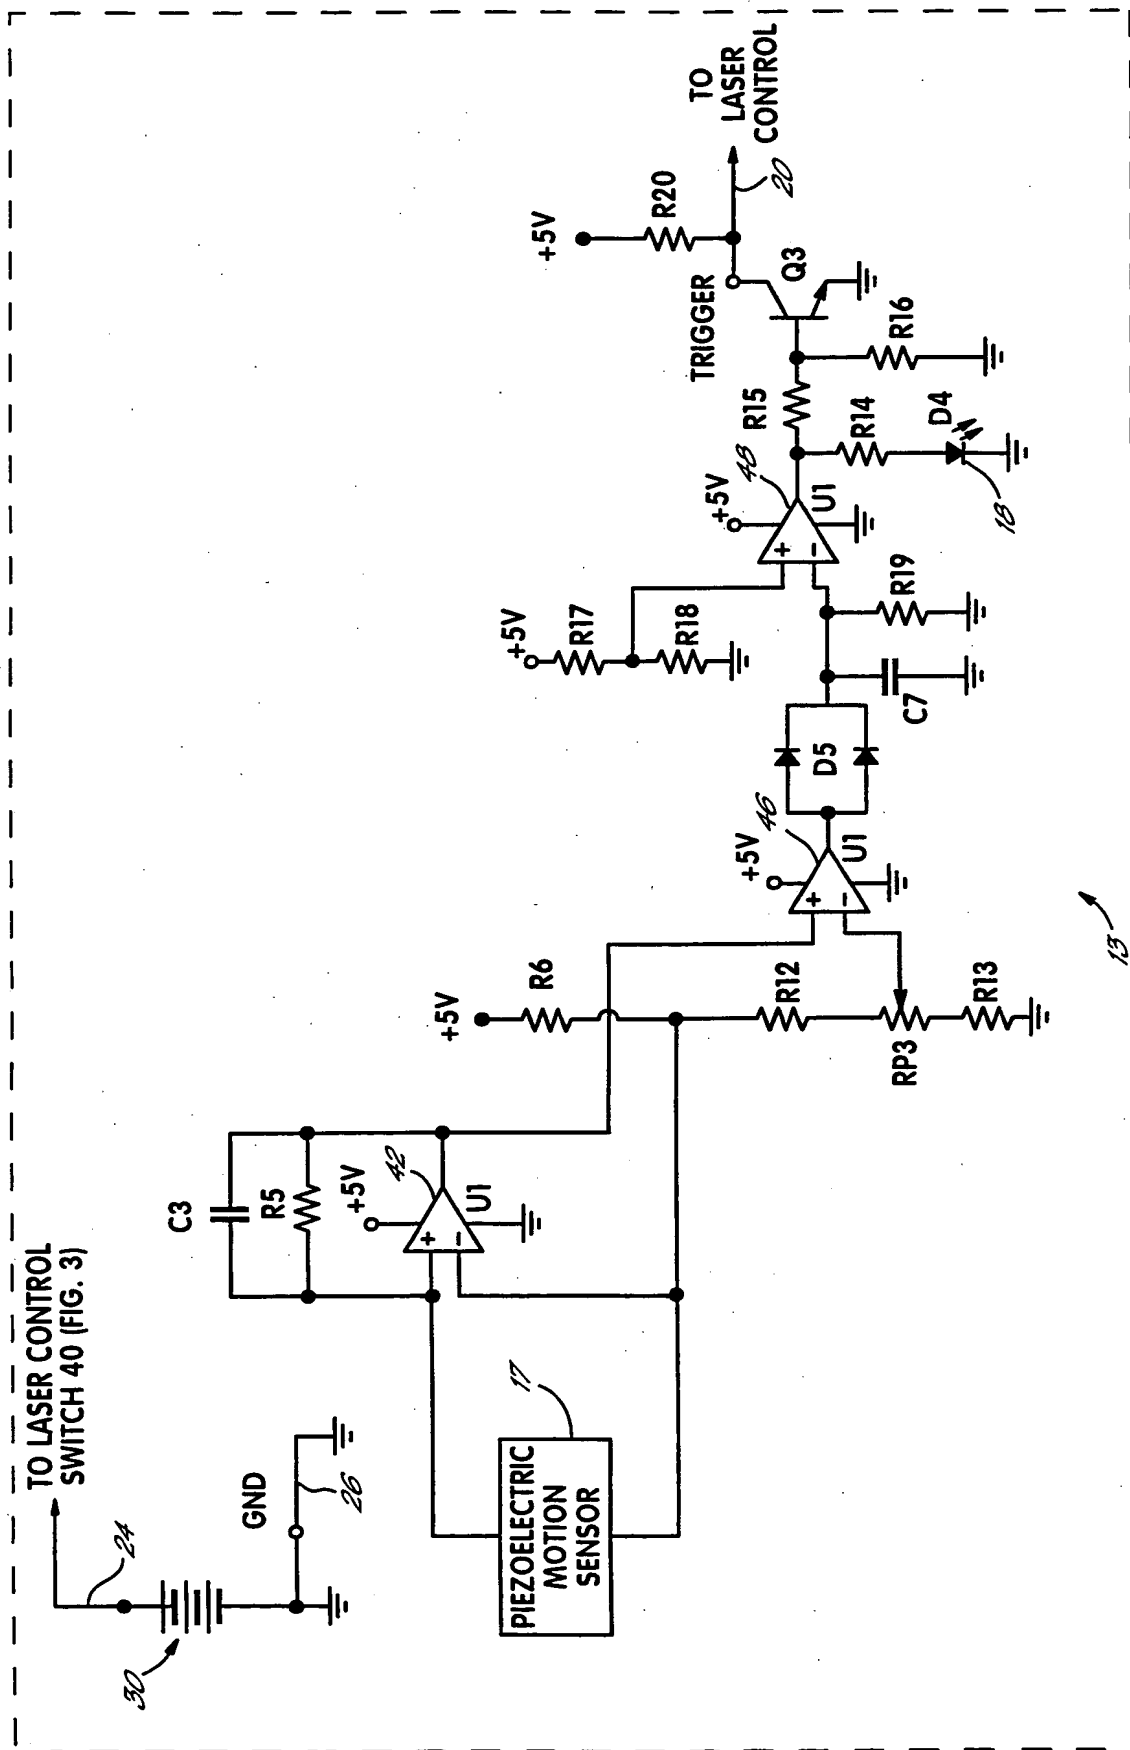 TO LASER CONTROL
SWITCH 40 (FIG. 3)
24
30
GND
26
PIEZOELECTRIC
MOTION
SENSOR
17
C3
R5
+5V
42
+
−
U1
+5V
R6
R12
RP3
R13
+5V
46
+
−
U1
D5
C7
+5V
R17
R18
R19
+5V
48
+
−
U1
R15
R14
D4
18
R16
TRIGGER
Q3
+5V
R20
20
TO
LASER
CONTROL
13